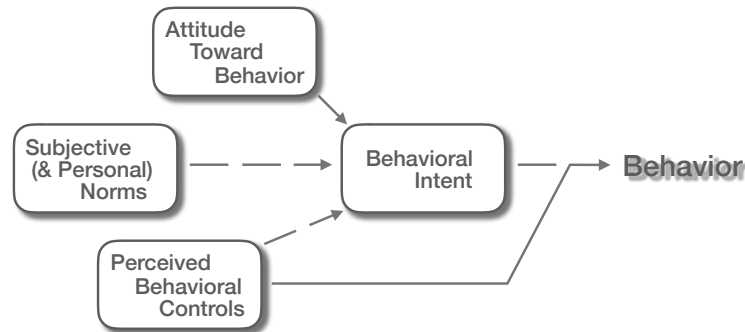 Attitude
Toward
Behavior
Subjective
(& Personal)
Norms
Behavioral
Intent
Behavior
Perceived
Behavioral
Controls